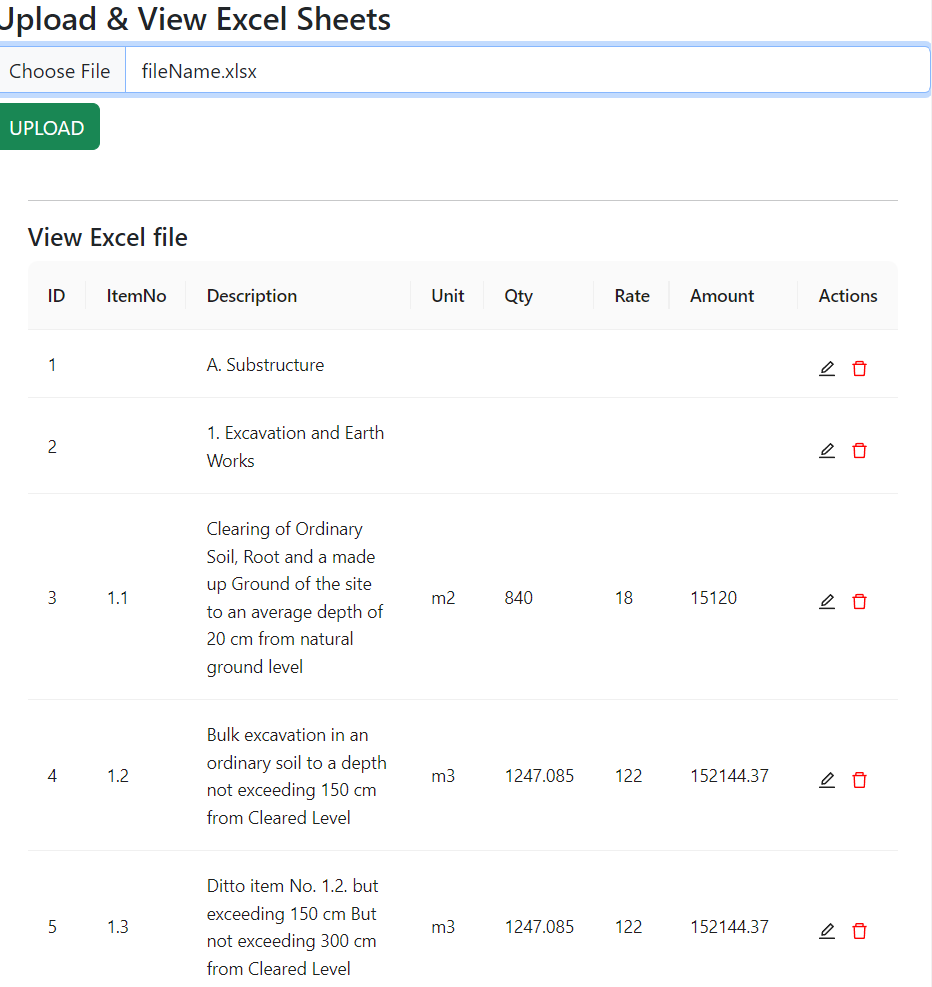 Upload & View Excel Sheets
Choose File fileName.xlsx
UPLOAD
View Excel file
ID ItemNo Description Unit Qty Rate Amount Actions
1 A. Substructure
2 1. Excavation and Earth
Works
Clearing of Ordinary
Soil, Root and a made
up Ground of the site
3 1.1 to an average depth of m2 840 18 15120
20 cm from natural
ground level
Bulk excavation in an
ordinary soil to a depth
4 1.2 not exceeding 150 cm m3 1247.085 122 152144.37
from Cleared Level
Ditto item No. 1.2. but
exceeding 150 cm But
5 1.3 not exceeding 300 cm m3 1247.085 122 152144.37
from Cleared Level